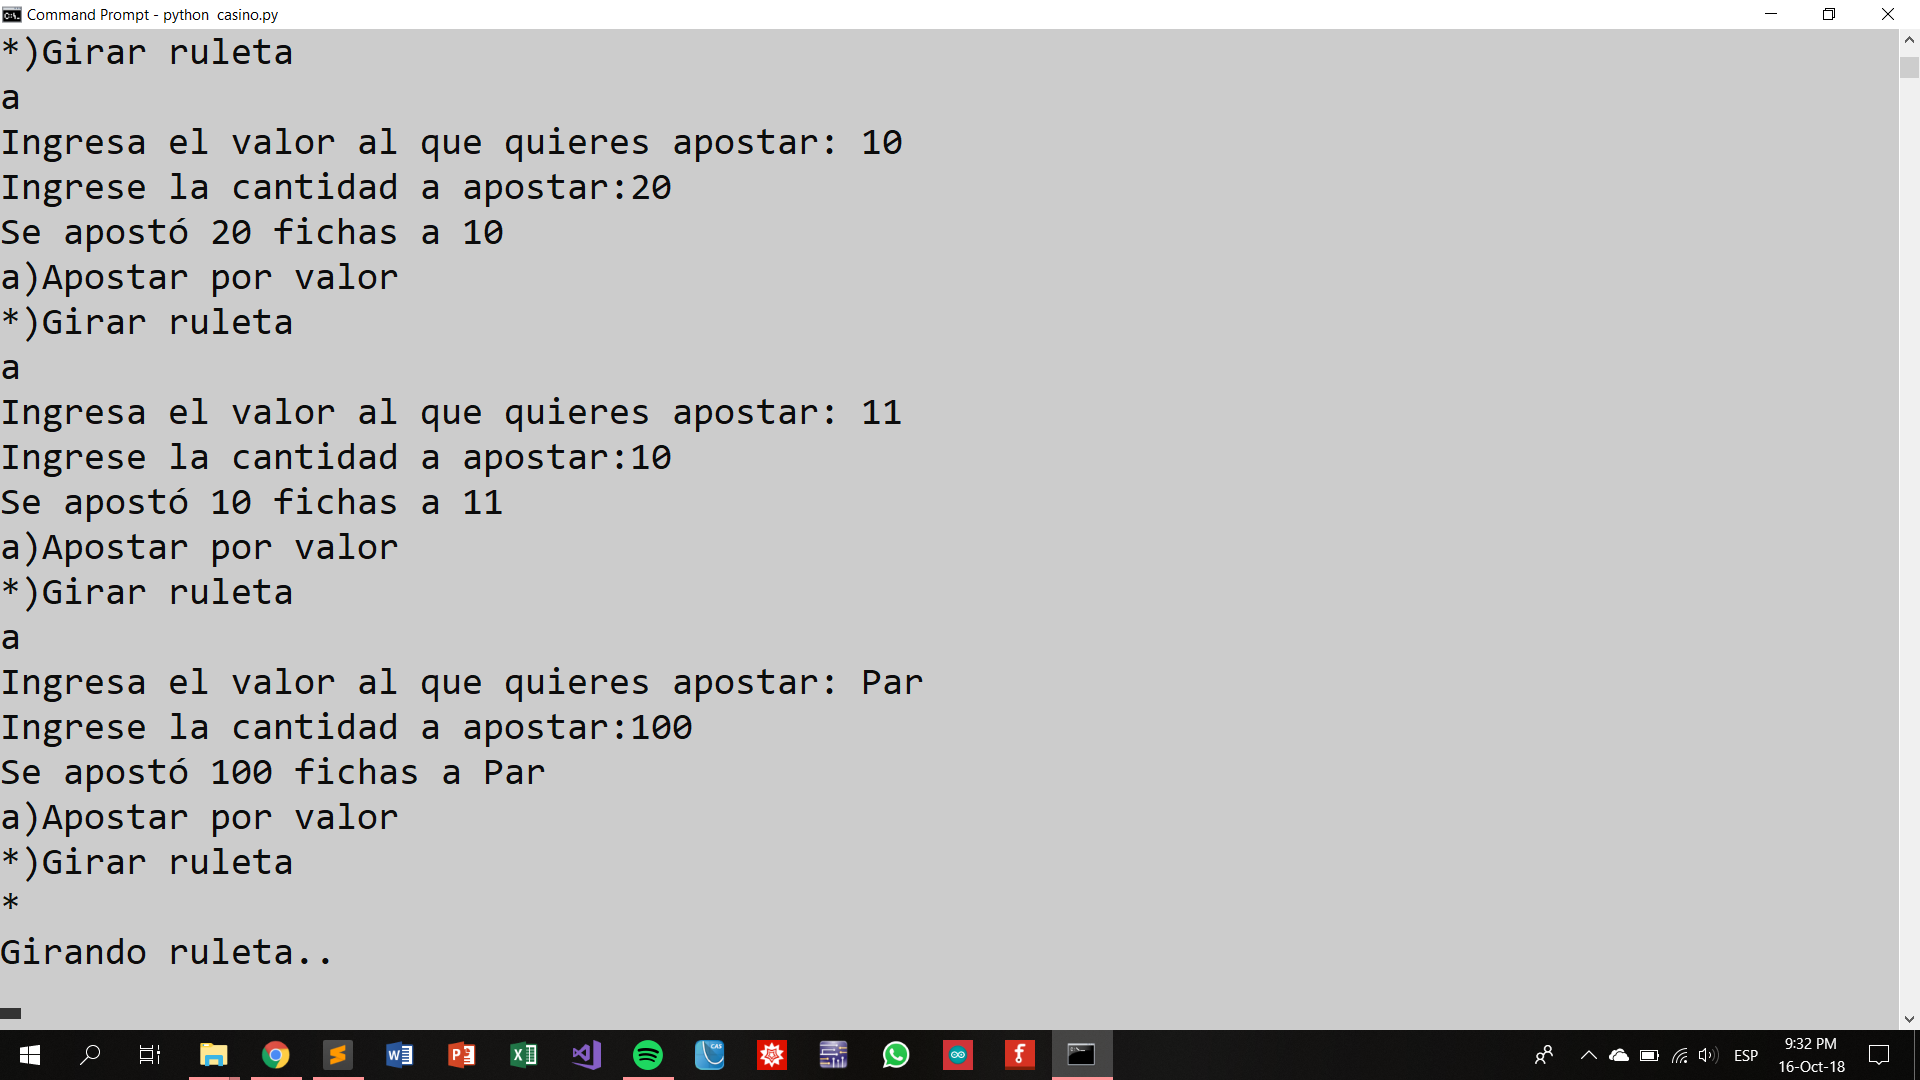 Command Prompt - python  casino.py
*)Girar ruleta
a
Ingresa el valor al que quieres apostar: 10
Ingrese la cantidad a apostar:20
Se apostó 20 fichas a 10
a)Apostar por valor
*)Girar ruleta
a
Ingresa el valor al que quieres apostar: 11
Ingrese la cantidad a apostar:10
Se apostó 10 fichas a 11
a)Apostar por valor
*)Girar ruleta
a
Ingresa el valor al que quieres apostar: Par
Ingrese la cantidad a apostar:100
Se apostó 100 fichas a Par
a)Apostar por valor
*)Girar ruleta
*
Girando ruleta..
ESP
9:32 PM
16-Oct-18